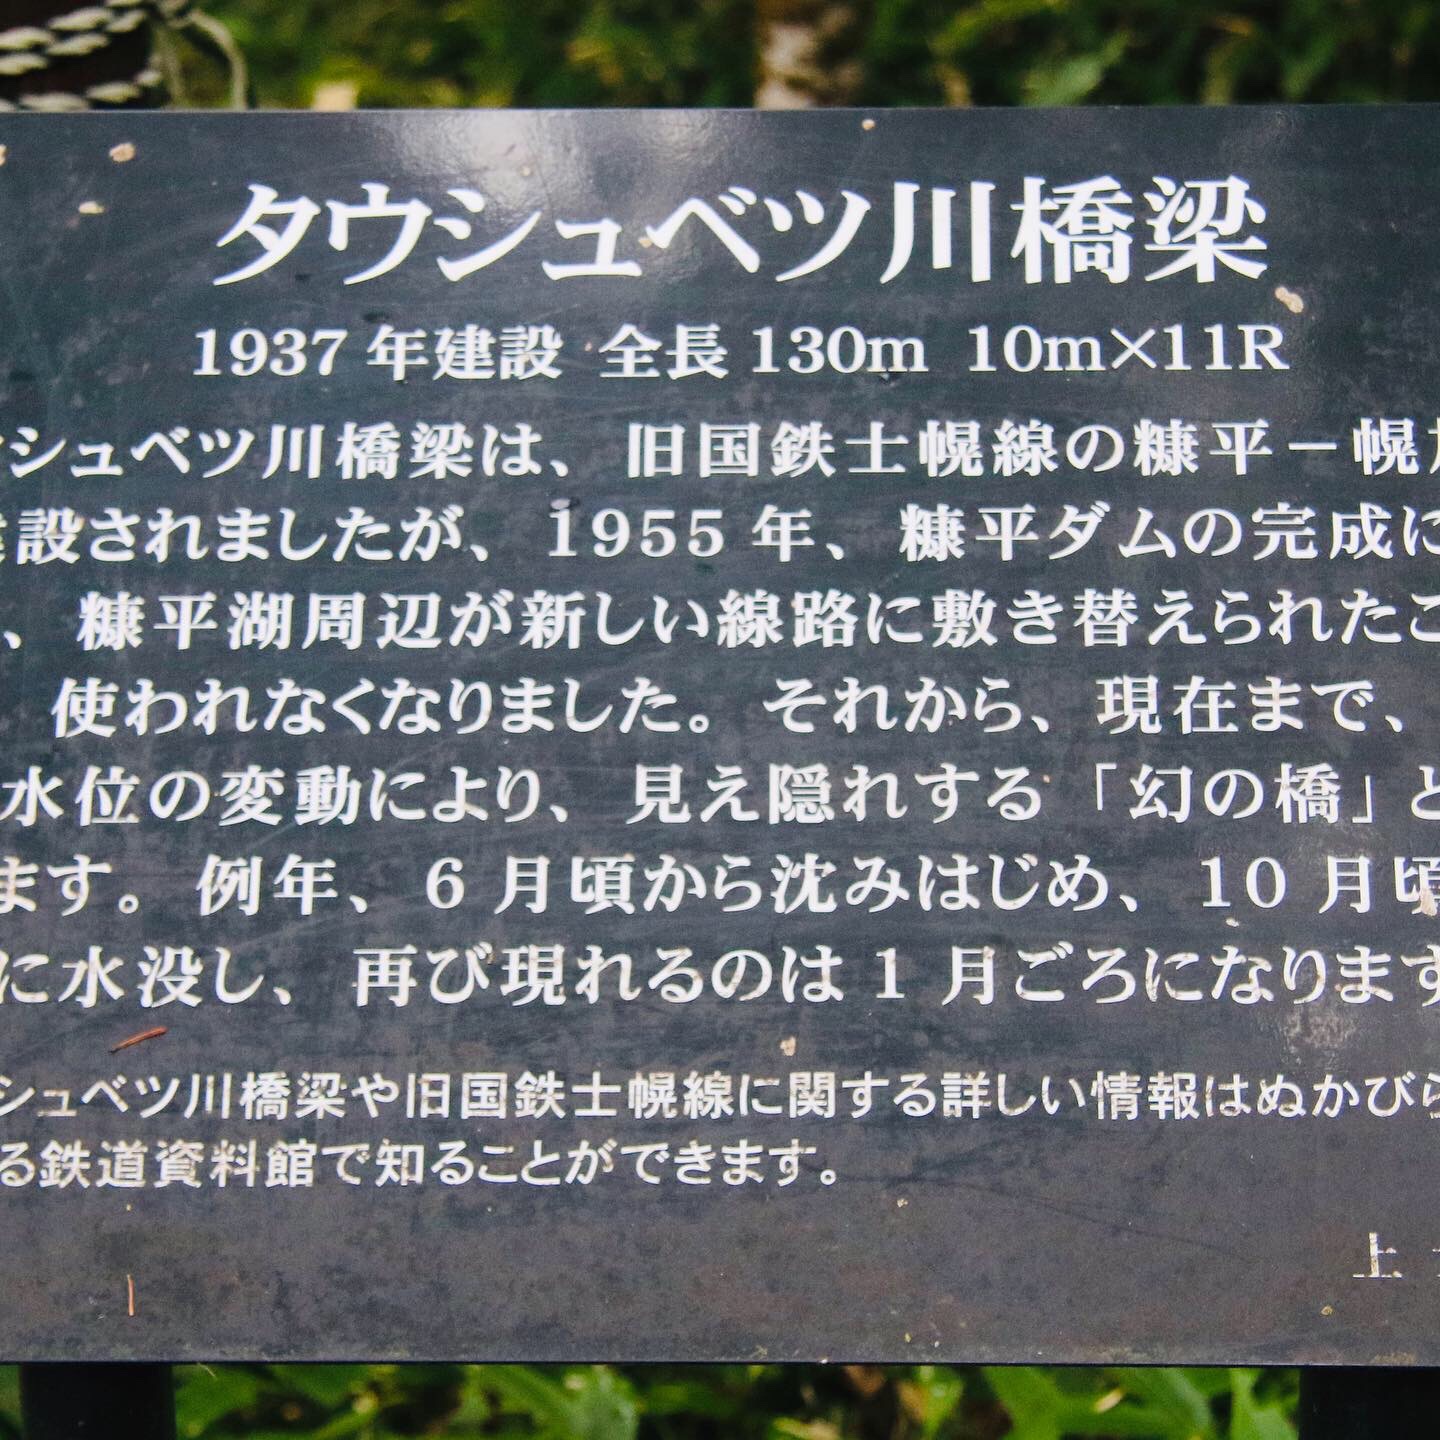 タウシュベツ川橋梁
1937年建設 全長130m 10m×11R
シュベツ川橋梁は、旧国鉄士幌線の糠平－幌
設されましたが、1955年、糠平ダムの完成に
、糠平湖周辺が新しい線路に敷き替えられたこ
使われなくなりました。それから、現在まで、
水位の変動により、見え隠れする「幻の橋」と
ます。例年、6月頃から沈みはじめ、10月頃
に水没し、再び現れるのは1月ごろになります
シュベツ川橋梁や旧国鉄士幌線に関する詳しい情報はぬかびら
る鉄道資料館で知ることができます。
上